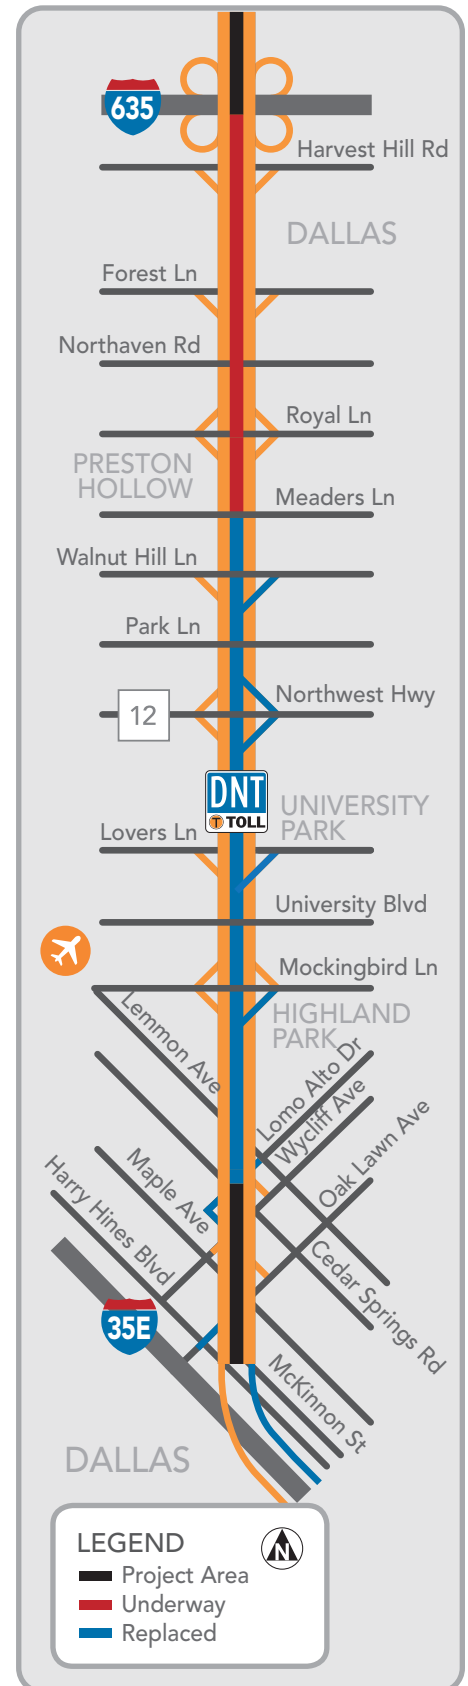 635
Harvest Hill Rd
DALLAS
Forest Ln
Northaven Rd
Royal Ln
PRESTON
HOLLOW
Meaders Ln
Walnut Hill Ln
Park Ln
Northwest Hwy
12
DNT
T TOLL
UNIVERSITY
PARK
Lovers Ln
University Blvd
Mockingbird Ln
HIGHLAND
PARK
Lemmon Ave
Lomo Alto Dr
Wycliff Ave
Oak Lawn Ave
Maple Ave
Harry Hines Blvd
Cedar Springs Rd
35E
McKinnon St
DALLAS
LEGEND
N
Project Area
Underway
Replaced